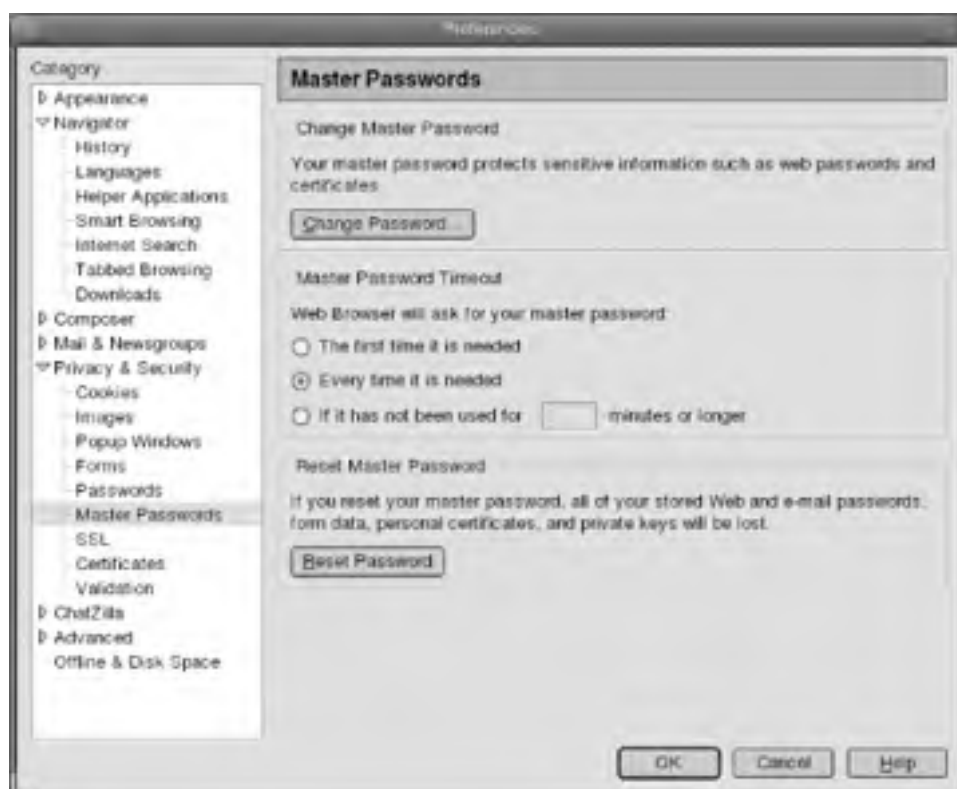 Preferences
Category
Appearance
Navigator
History
Languages
Helper Applications
Smart Browsing
Internet Search
Tabbed Browsing
Downloads
Composer
Mail & Newsgroups
Privacy & Security
Cookies
Images
Popup Windows
Forms
Passwords
Master Passwords
SSL
Certificates
Validation
ChatZilla
Advanced
Offline & Disk Space
Master Passwords
Change Master Password
Your master password protects sensitive information such as web passwords and
certificates
Change Password...
Master Password Timeout
Web Browser will ask for your master password
The first time it is needed
Every time it is needed
If it has not been used for minutes or longer
Reset Master Password
If you reset your master password, all of your stored Web and e-mail passwords,
form data, personal certificates, and private keys will be lost.
Reset Password
OK
Cancel
Help